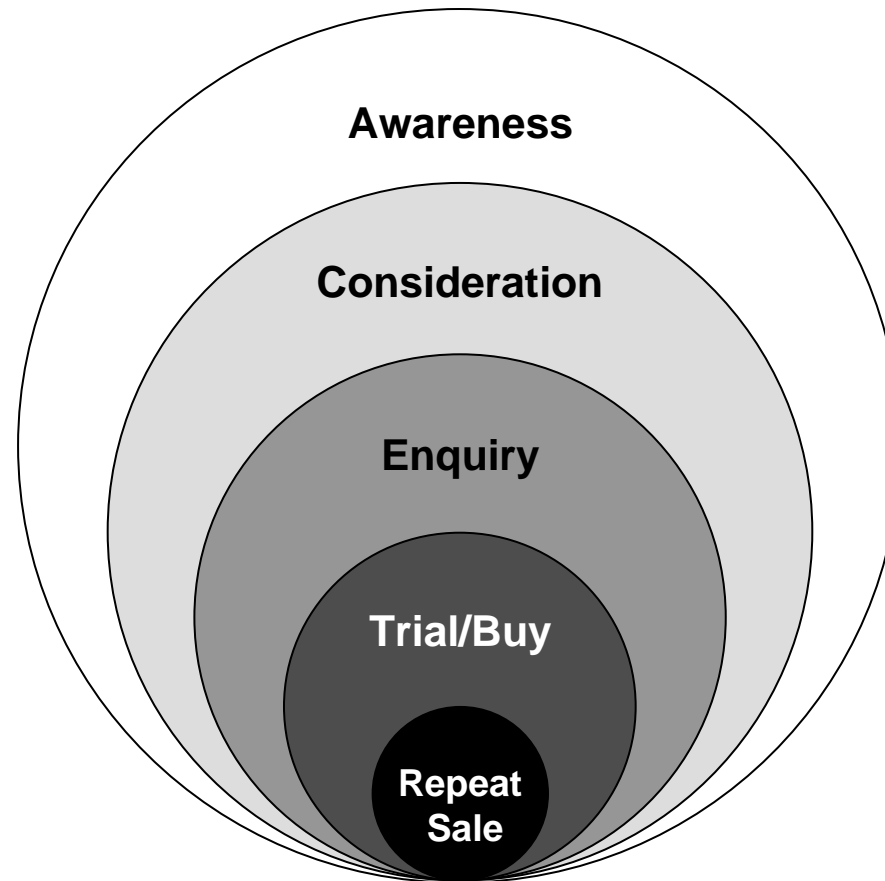 Awareness
Consideration
Enquiry
Trial/Buy
Repeat
Sale